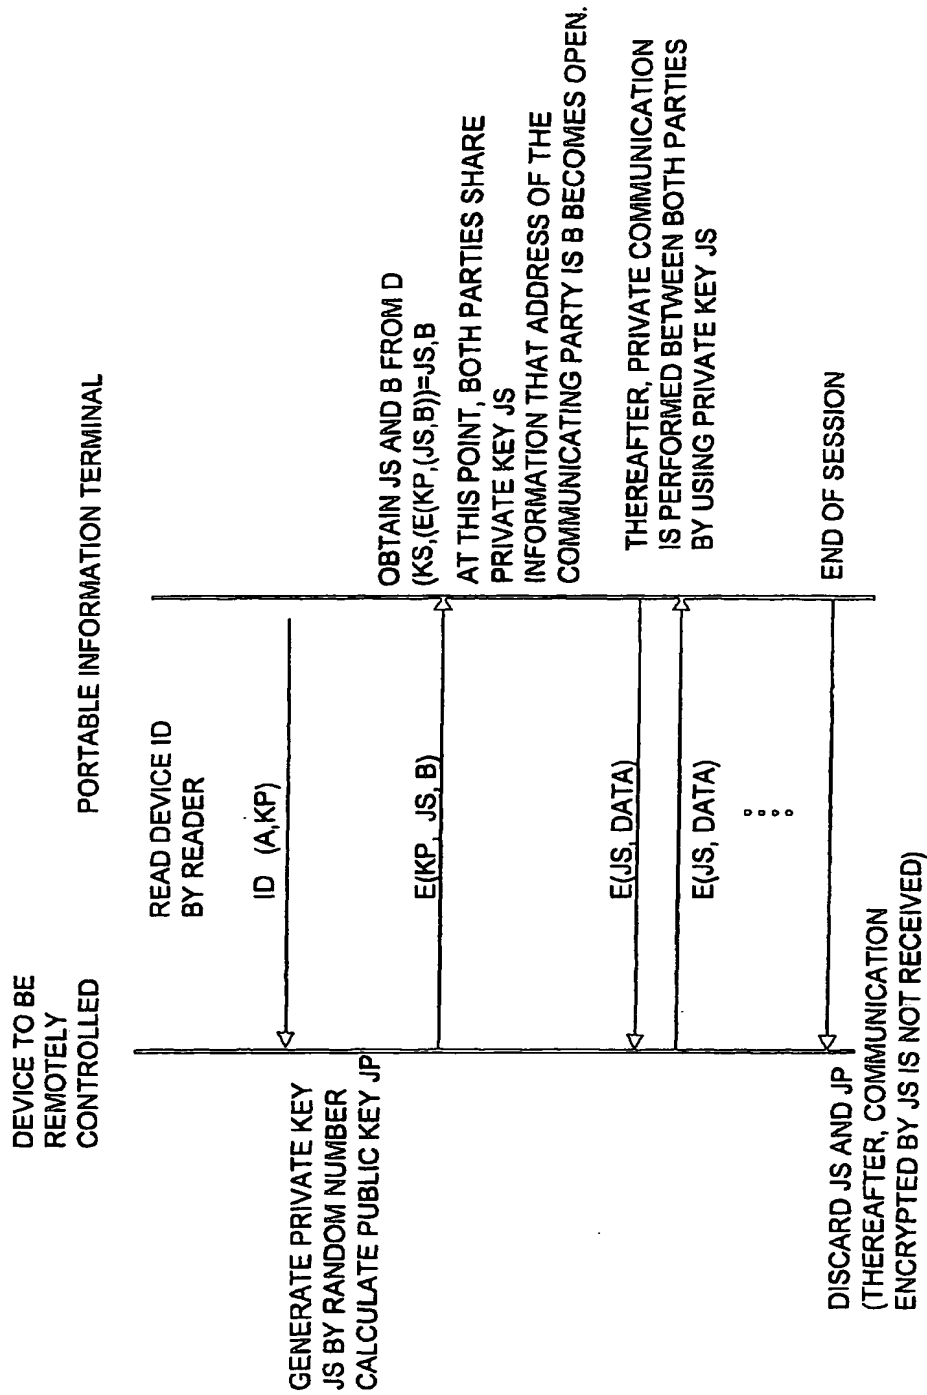 DEVICE TO BE
REMOTELY
CONTROLLED
PORTABLE INFORMATION TERMINAL
READ DEVICE ID
BY READER
ID (A,KP)
GENERATE PRIVATE KEY
JS BY RANDOM NUMBER
CALCULATE PUBLIC KEY JP
E(KP, JS, B)
OBTAIN JS AND B FROM D
(KS,(E(KP,(JS,B))=JS,B
AT THIS POINT, BOTH PARTIES SHARE
PRIVATE KEY JS
INFORMATION THAT ADDRESS OF THE
COMMUNICATING PARTY IS B BECOMES OPEN.
E(JS, DATA)
E(JS, DATA)
THEREAFTER, PRIVATE COMMUNICATION
IS PERFORMED BETWEEN BOTH PARTIES
BY USING PRIVATE KEY JS
END OF SESSION
DISCARD JS AND JP
(THEREAFTER, COMMUNICATION
ENCRYPTED BY JS IS NOT RECEIVED)